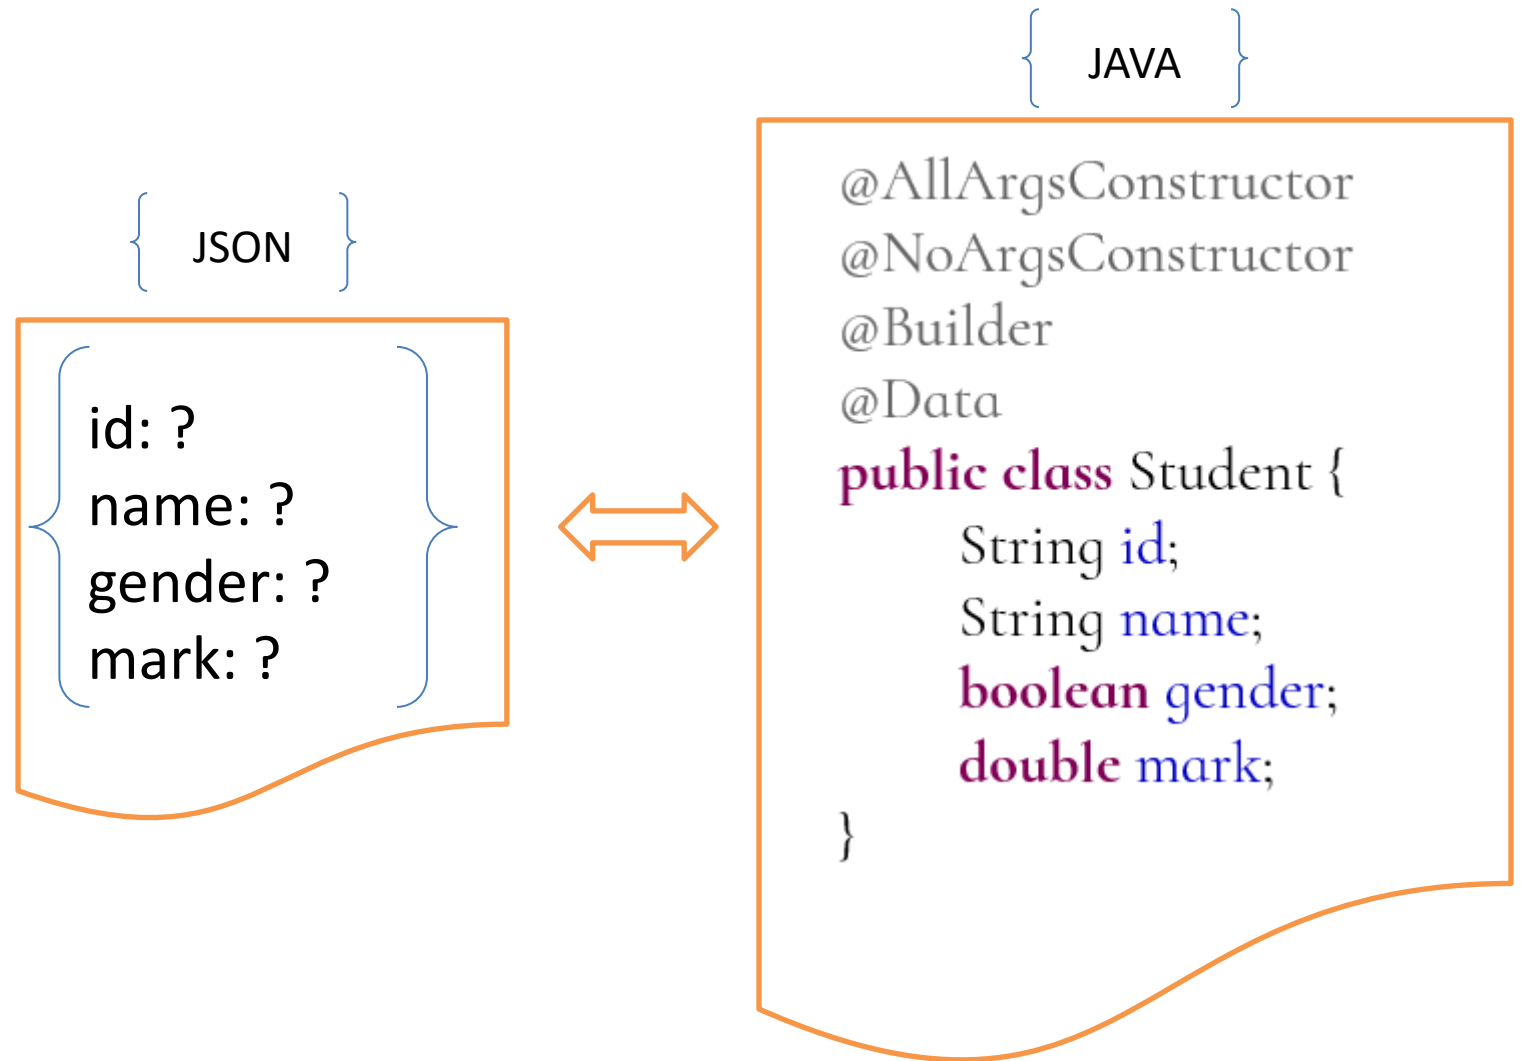 { JSON }
{
id: ?
name: ?
gender: ?
mark: ?
}
{ JAVA }
@AllArgsConstructor
@NoArgsConstructor
@Builder
@Data
public class Student {
String id;
String name;
boolean gender;
double mark;
}